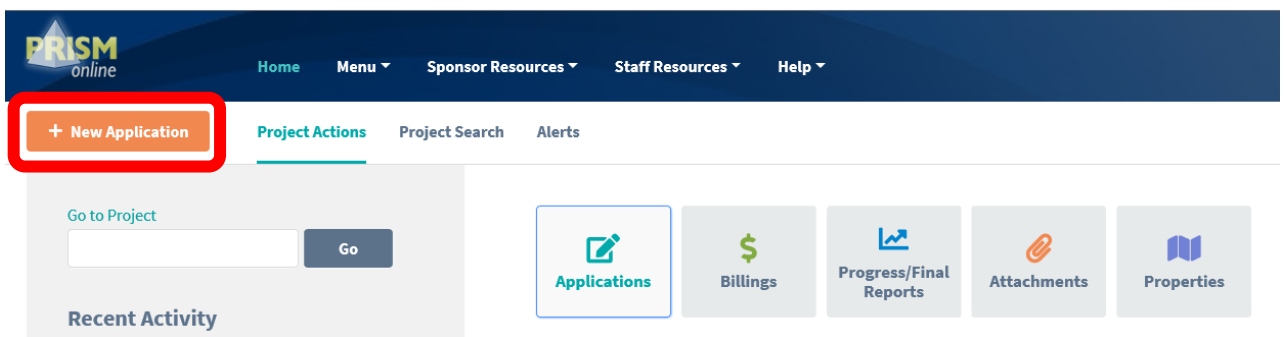 PRISM
online
Home Menu Sponsor Resources Staff Resources Help
+ New Application
Project Actions Project Search Alerts
Go to Project
Go
Recent Activity
Applications
Billings
Progress/Final
Reports
Attachments
Properties